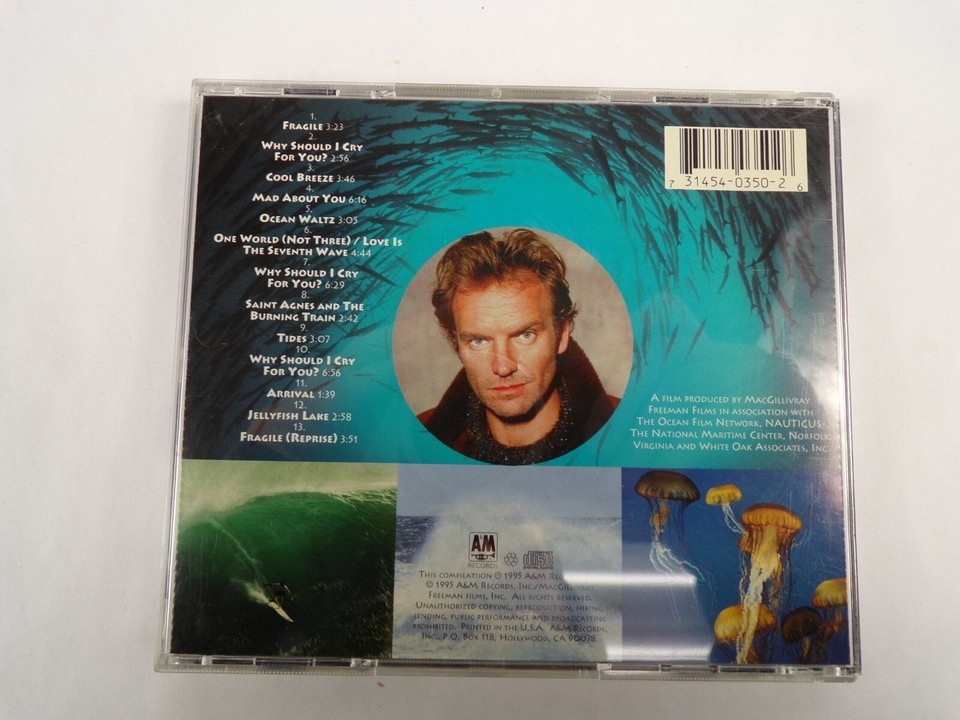 1.
FRAGILE 3:23
2.
WHY SHOULD I CRY
FOR YOU? 2:56
3.
COOL BREEZE 3:46
4.
MAD ABOUT YOU 6:16
5.
OCEAN WALTZ 3:05
6.
ONE WORLD (NOT THREE) / LOVE IS
THE SEVENTH WAVE 4:44
7.
WHY SHOULD I CRY
FOR YOU? 6:29
8.
SAINT AGNES AND THE
BURNING TRAIN 2:42
9.
TIDES 3:07
10.
WHY SHOULD I CRY
FOR YOU? 6:56
11.
ARRIVAL 1:39
12.
JELLYFISH LAKE 2:58
13.
FRAGILE (REPRISE) 3:51
7 31454-0350-2 6
A FILM PRODUCED BY MACGILLIVRAY
FREEMAN FILMS IN ASSOCIATION WITH
THE OCEAN FILM NETWORK, NAUTICUS-
THE NATIONAL MARITIME CENTER, NORFOLK,
VIRGINIA AND WHITE OAK ASSOCIATES, INC.
A&M
RECORDS
COMPACT
disc
DIGITAL AUDIO
THIS COMPILATION ℗ 1995 A&M
© 1995 A&M RECORDS, INC./MACGILLIVRAY
FREEMAN FILMS, INC. ALL RIGHTS RESERVED.
UNAUTHORIZED COPYING, REPRODUCTION, HIRING,
LENDING, PUBLIC PERFORMANCE AND BROADCASTING
PROHIBITED. PRINTED IN THE U.S.A. A&M RECORDS,
INC., P.O. BOX 118, HOLLYWOOD, CA 90078.